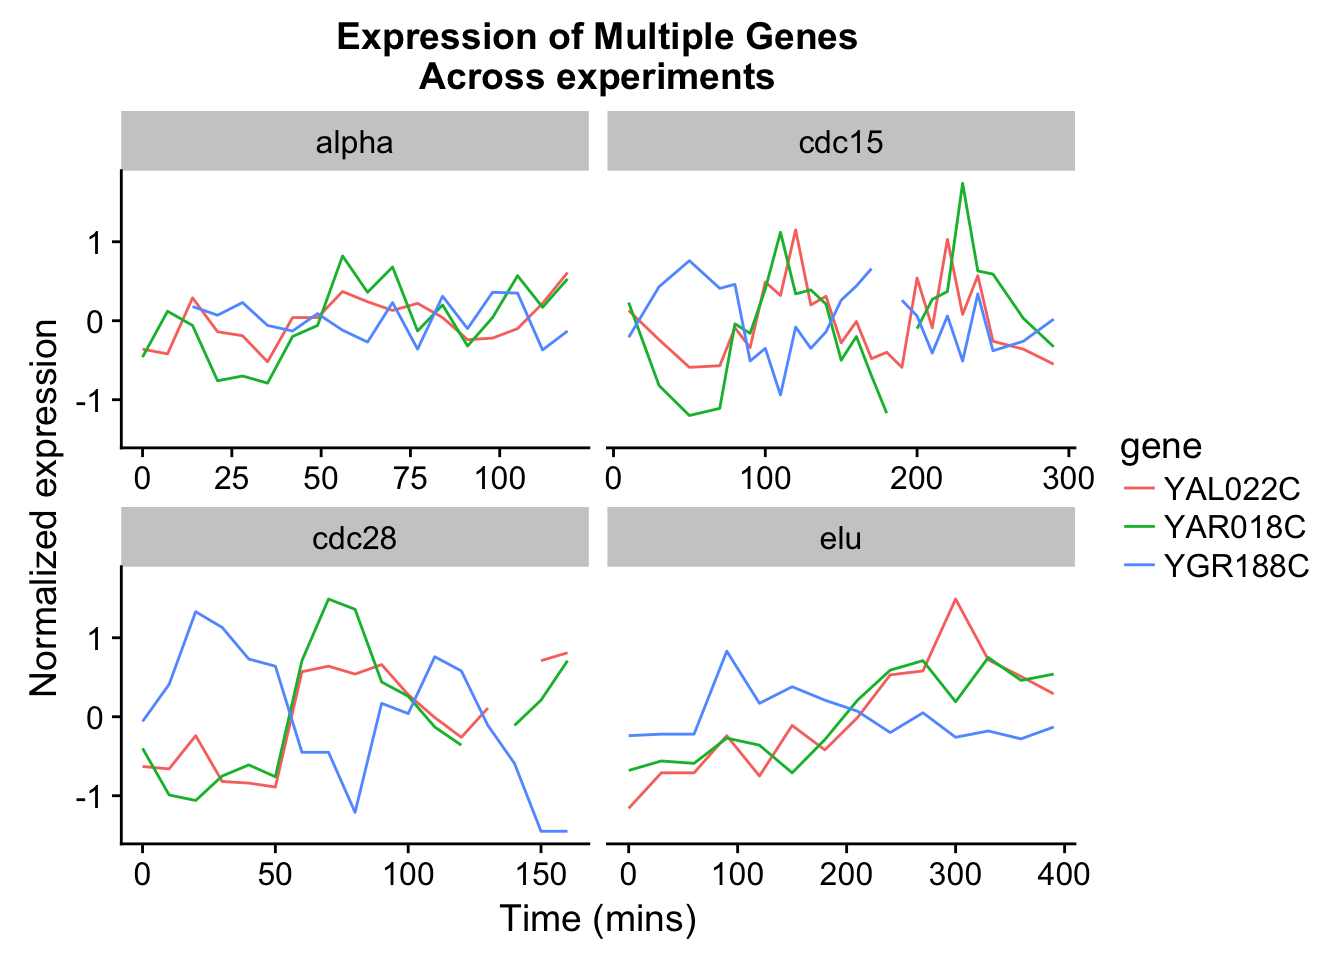 Expression of Multiple Genes
Across experiments
alpha
cdc15
1
0
-1
0 25 50 75 100
0 100 200 300
cdc28
elu
1
0
-1
0 50 100 150
0 100 200 300 400
Time (mins)
Normalized expression
gene
YAL022C
YAR018C
YGR188C